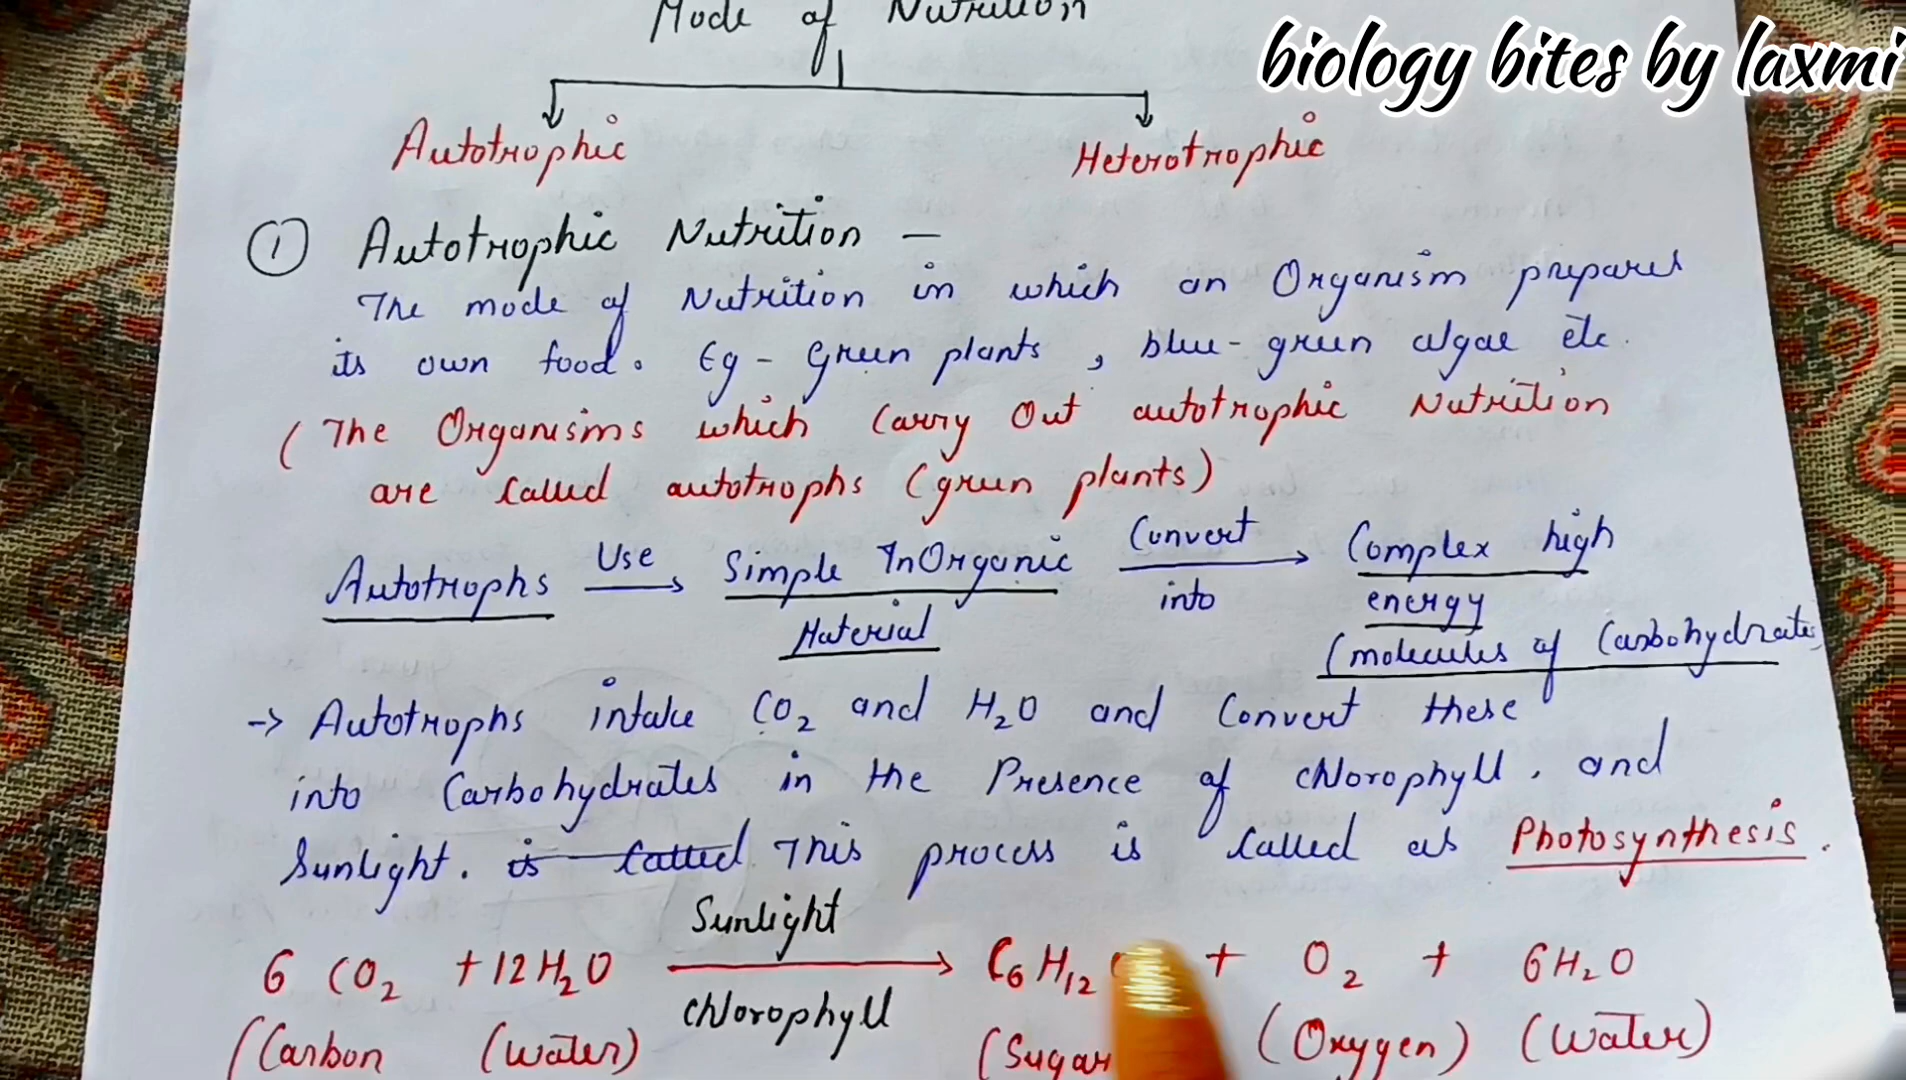 Mode of Nutrition
biology bites by laxmi
Autotrophic Heterotrophic
① Autotrophic Nutrition —
The mode of Nutrition in which an Organism prepares
its own food. Eg - Green plants , blue-green algae etc.
( The Organisms which Carry Out autotrophic Nutrition
are Called autotrophs (green plants)
Autotrophs Use → Simple InOrganic Convert → Complex high
Material into energy
(molecules of Carbohydrates
-> Autotrophs intake CO₂ and H₂O and Convert these
into Carbohydrates in the Presence of chlorophyll. and
Sunlight. is called This process is Called as Photosynthesis.
Sunlight
6 CO₂ + 12H₂O → C₆H₁₂ + O₂ + 6H₂O
chlorophyll
(Carbon (Water) (Sugar (Oxygen) (Water)